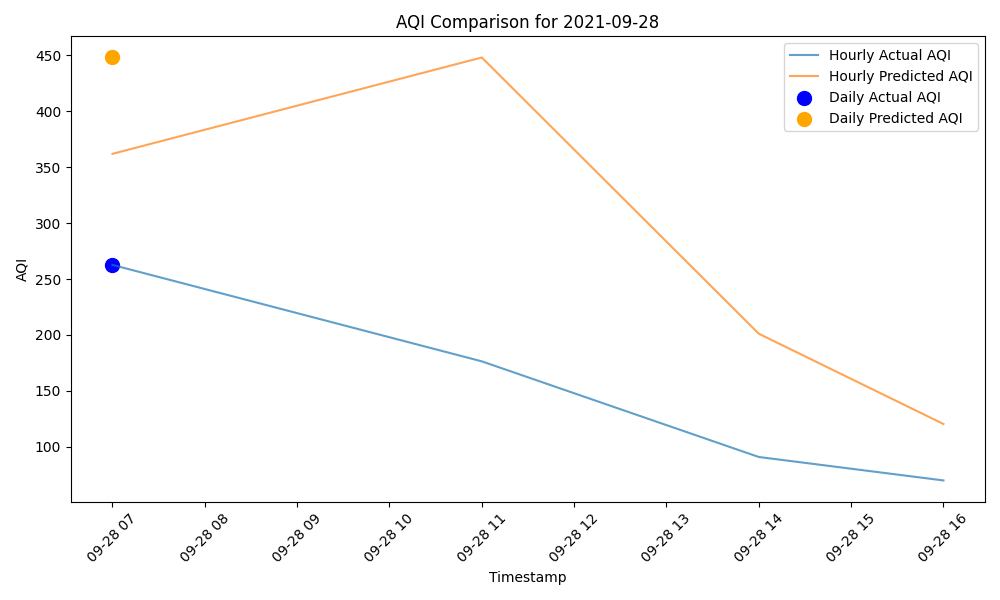 AQI Comparison for 2021-09-28
Hourly Actual AQI
Hourly Predicted AQI
Daily Actual AQI
Daily Predicted AQI
AQI
450
400
350
300
250
200
150
100
09-28 07
09-28 08
09-28 09
09-28 10
09-28 11
09-28 12
09-28 13
09-28 14
09-28 15
09-28 16
Timestamp